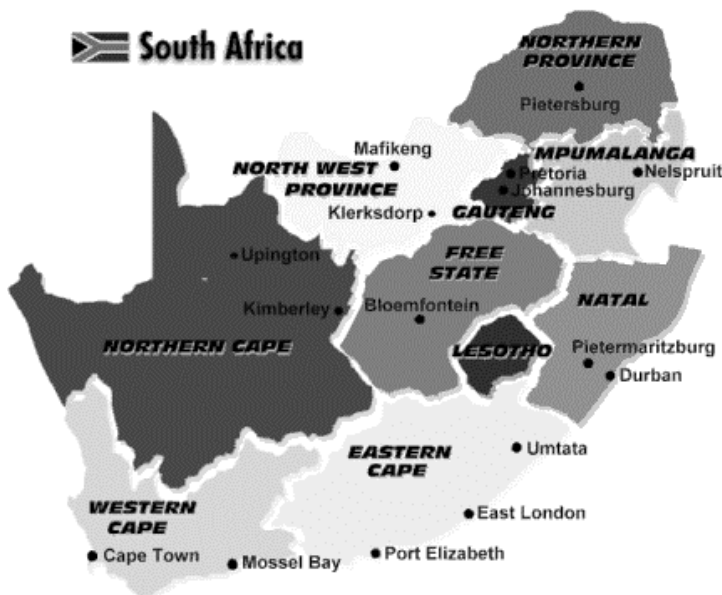 South Africa
NORTHERN
PROVINCE
Pietersburg
Mafikeng
NORTH WEST
PROVINCE
MPUMALANGA
Pretoria
Nelspruit
Johannesburg
Klerksdorp
GAUTENG
FREE
STATE
Upington
Kimberley
Bloemfontein
NATAL
NORTHERN CAPE
LESOTHO
Pietermaritzburg
Durban
EASTERN
CAPE
Umtata
WESTERN
CAPE
East London
Cape Town
Mossel Bay
Port Elizabeth